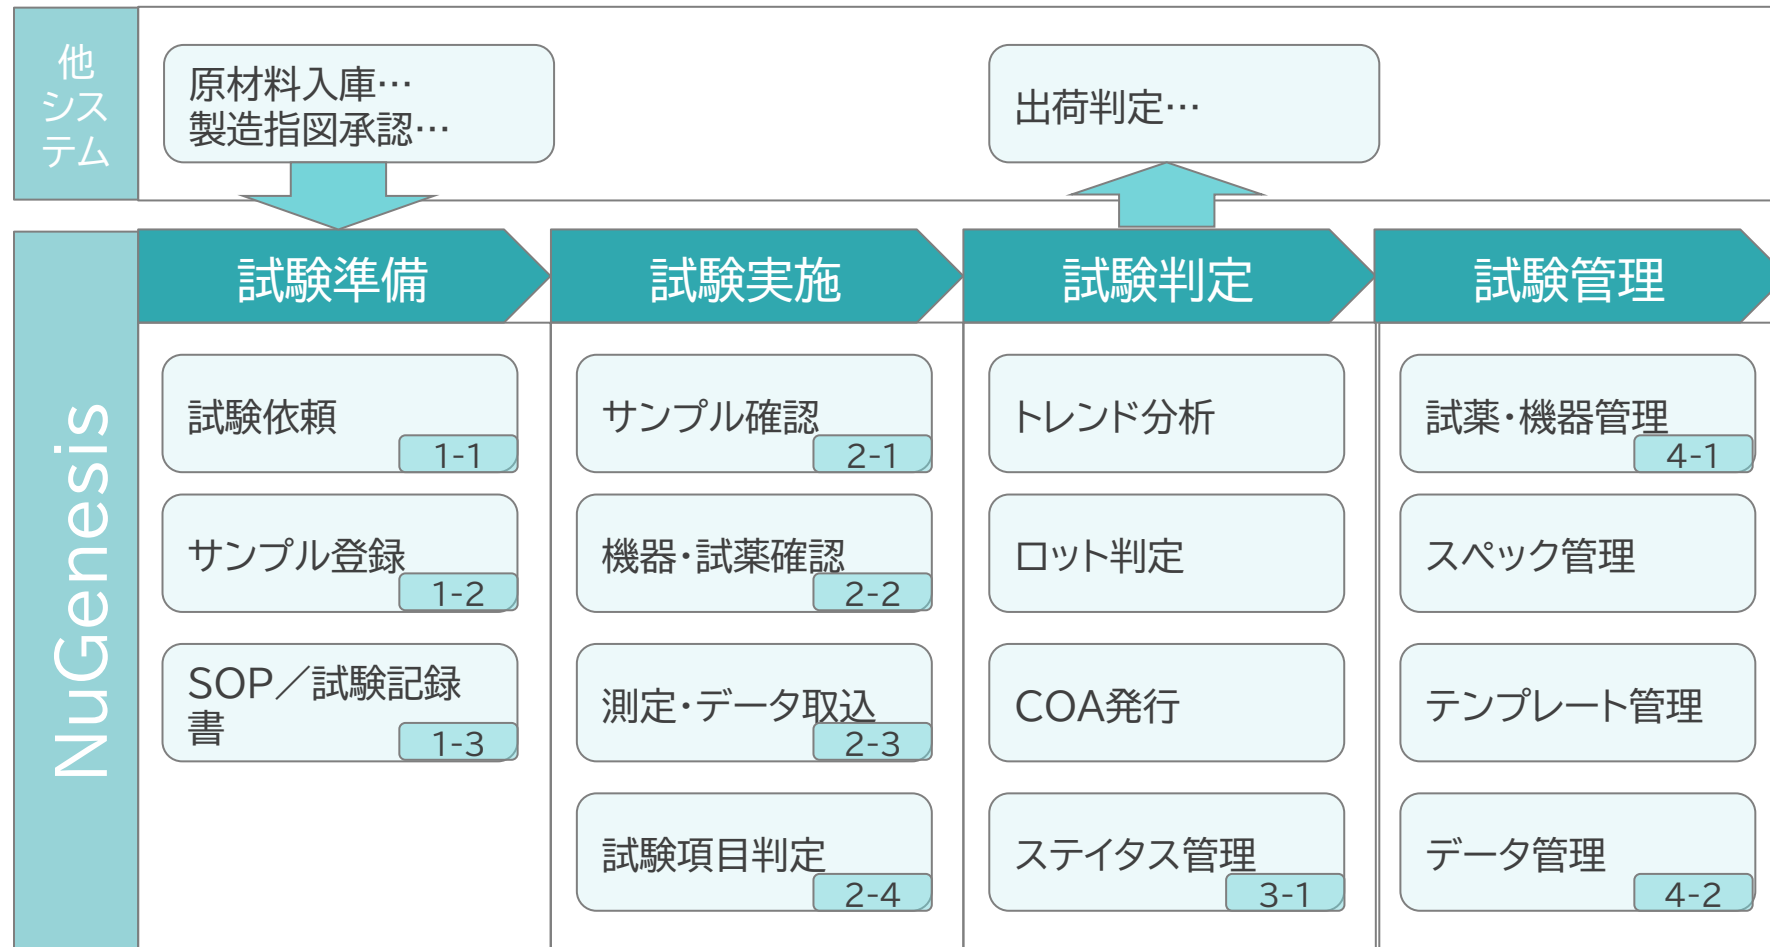 他
シス
テム
原材料入庫…
製造指図承認…
出荷判定…
NuGenesis
試験準備
試験実施
試験判定
試験管理
試験依頼
1-1
サンプル登録
1-2
SOP／試験記録
書
1-3
サンプル確認
2-1
機器・試薬確認
2-2
測定・データ取込
2-3
試験項目判定
2-4
トレンド分析
ロット判定
COA発行
ステイタス管理
3-1
試薬・機器管理
4-1
スペック管理
テンプレート管理
データ管理
4-2